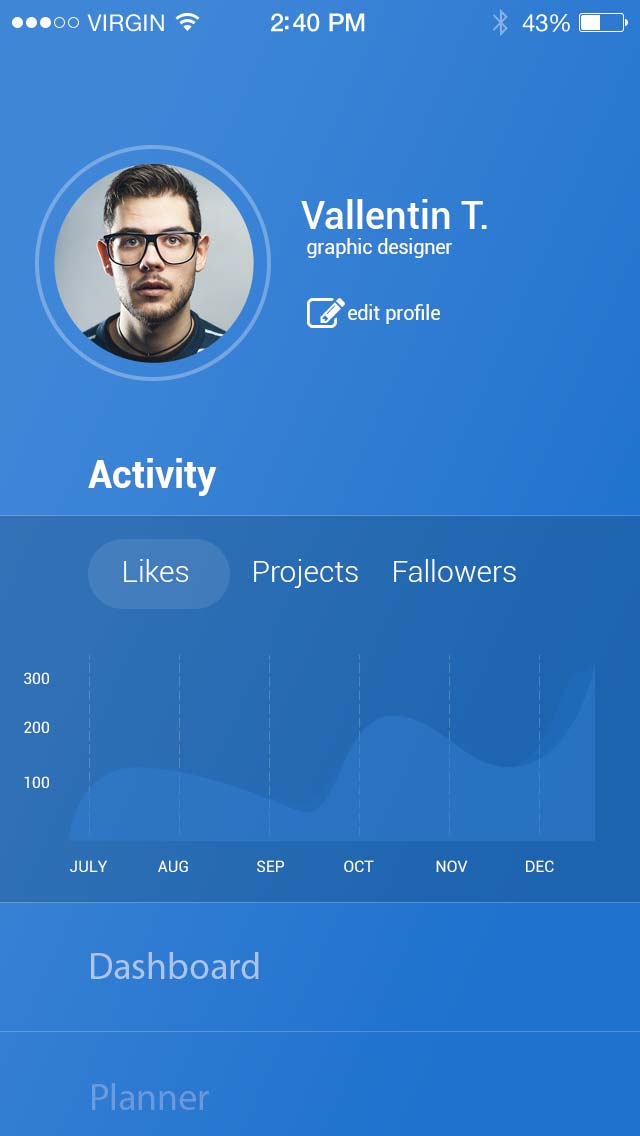 VIRGIN 2:40 PM 43%
Vallentin T.
graphic designer
edit profile
Activity
Likes Projects Fallowers
300
200
100
JULY AUG SEP OCT NOV DEC
Dashboard
Planner